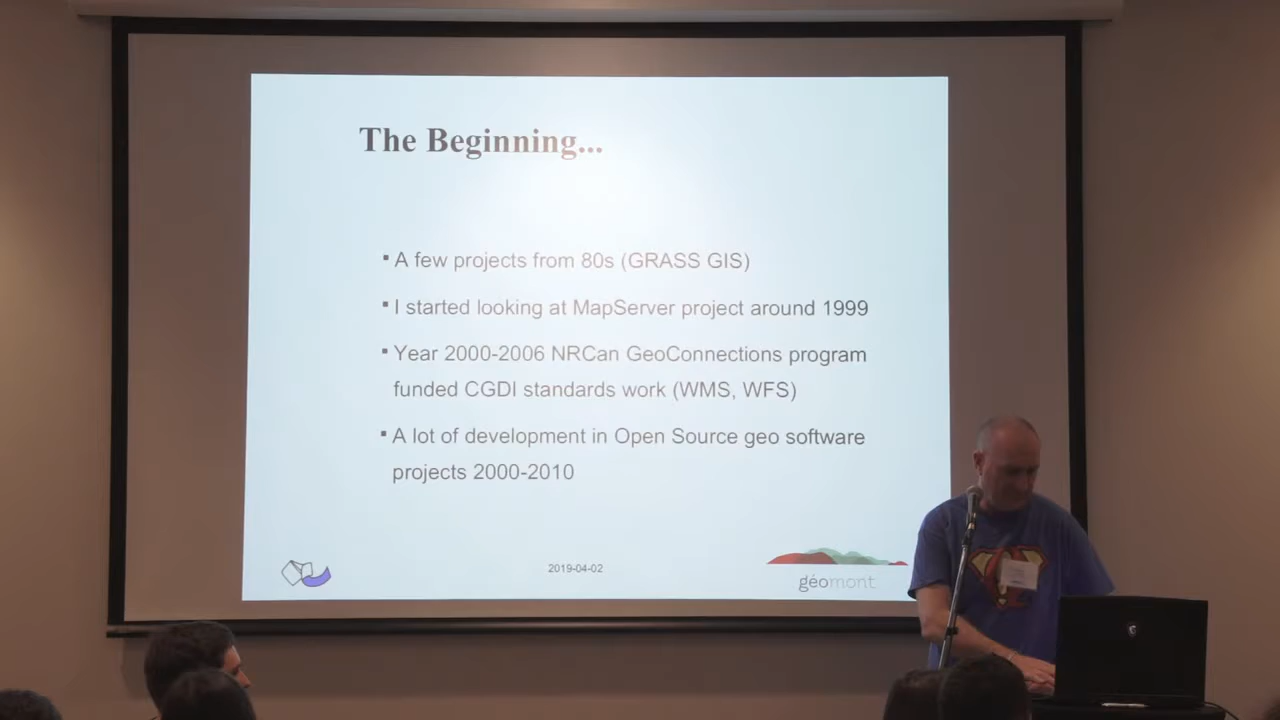 The Beginning...
▪ A few projects from 80s (GRASS GIS)
▪ I started looking at MapServer project around 1999
▪ Year 2000-2006 NRCan GeoConnections program
funded CGDI standards work (WMS, WFS)
▪ A lot of development in Open Source geo software
projects 2000-2010
2019-04-02
géomont